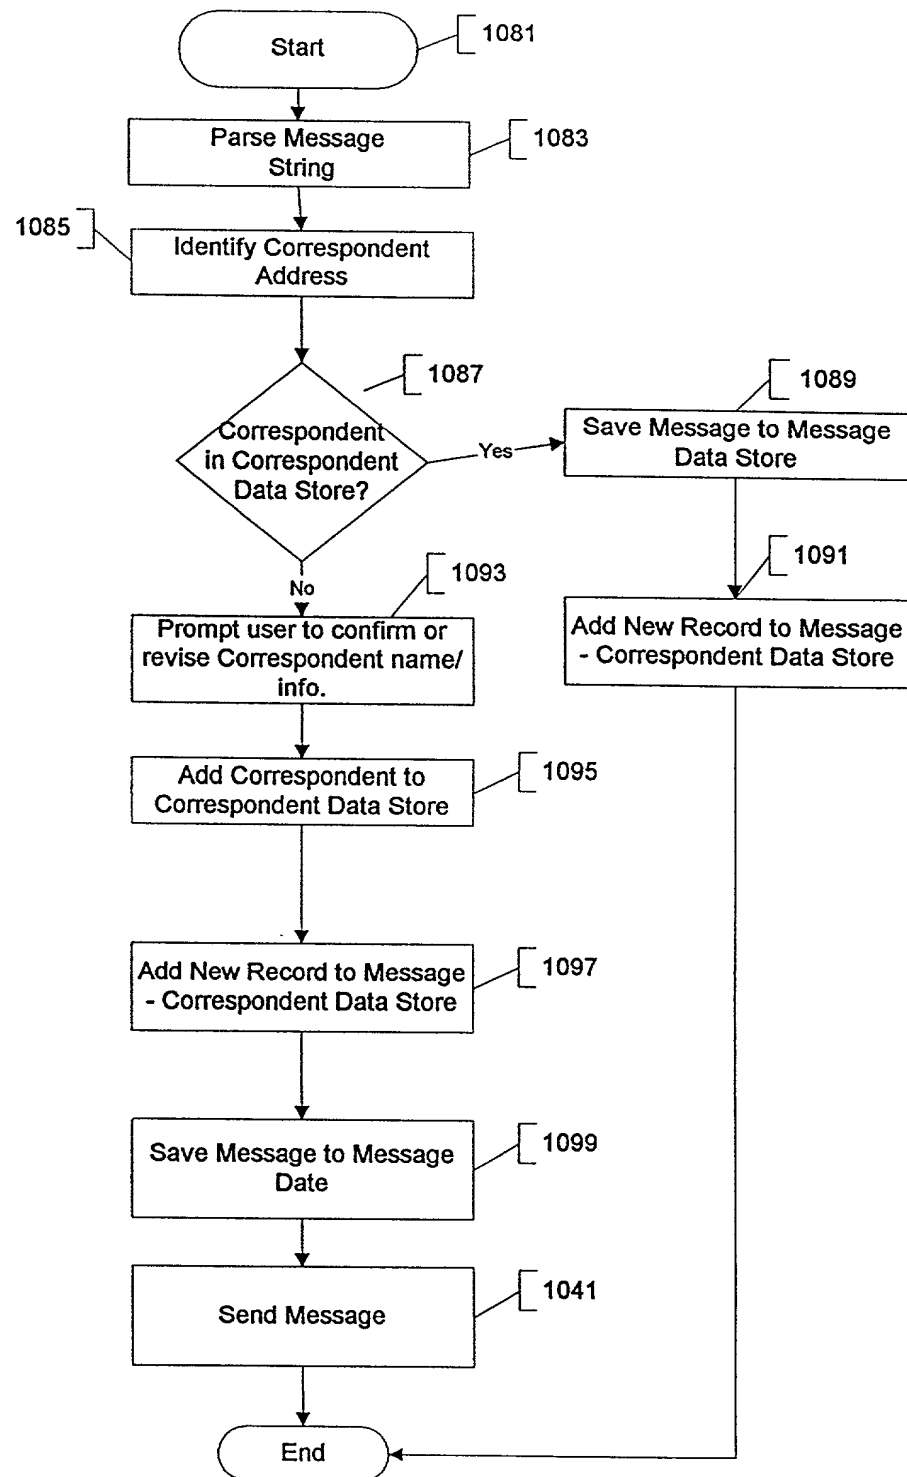 Start
1081
Parse Message
String
1083
1085
Identify Correspondent
Address
1087
Correspondent
in Correspondent
Data Store?
Yes
1089
Save Message to Message
Data Store
1091
Add New Record to Message
- Correspondent Data Store
No
1093
Prompt user to confirm or
revise Correspondent name/
info.
Add Correspondent to
Correspondent Data Store
1095
Add New Record to Message
- Correspondent Data Store
1097
Save Message to Message
Date
1099
Send Message
1041
End